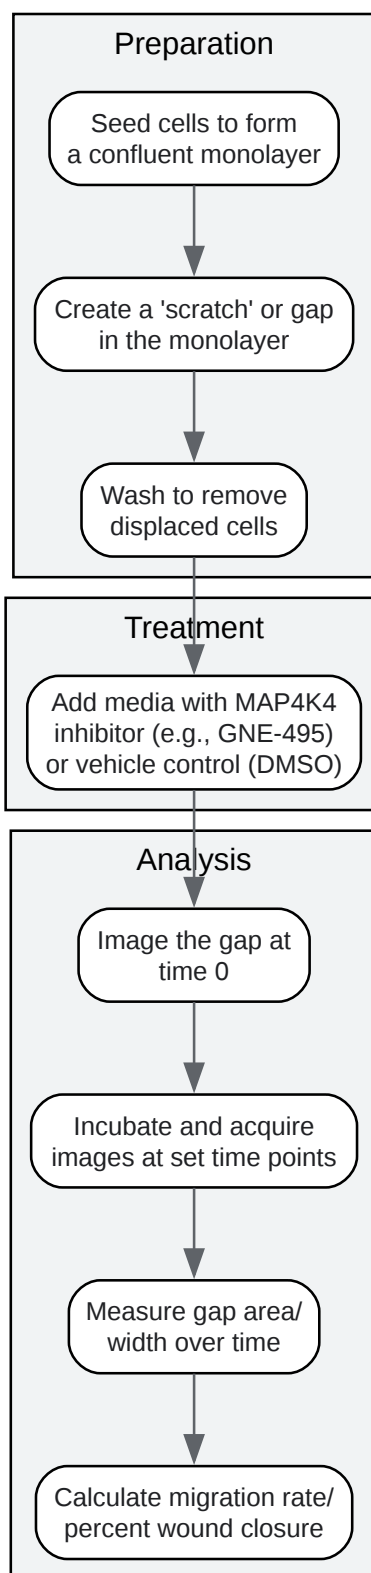 Preparation
Seed cells to form
a confluent monolayer
Create a 'scratch' or gap
in the monolayer
Wash to remove
displaced cells
Treatment
Add media with MAP4K4
inhibitor (e.g., GNE-495)
or vehicle control (DMSO)
Analysis
Image the gap at
time 0
Incubate and acquire
images at set time points
Measure gap area/
width over time
Calculate migration rate/
percent wound closure